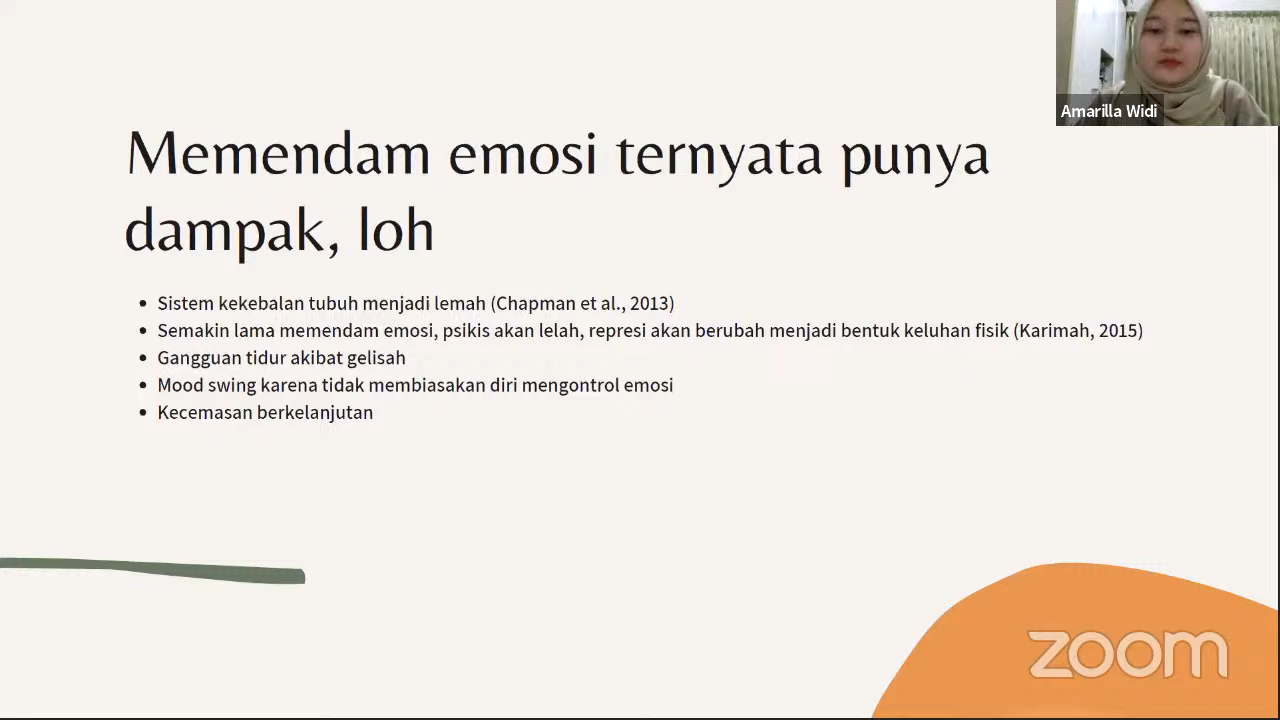 Amarilla Widi
Memendam emosi ternyata punya
dampak, loh
• Sistem kekebalan tubuh menjadi lemah (Chapman et al., 2013)
• Semakin lama memendam emosi, psikis akan lelah, represi akan berubah menjadi bentuk keluhan fisik (Karimah, 2015)
• Gangguan tidur akibat gelisah
• Mood swing karena tidak membiasakan diri mengontrol emosi
• Kecemasan berkelanjutan
zoom